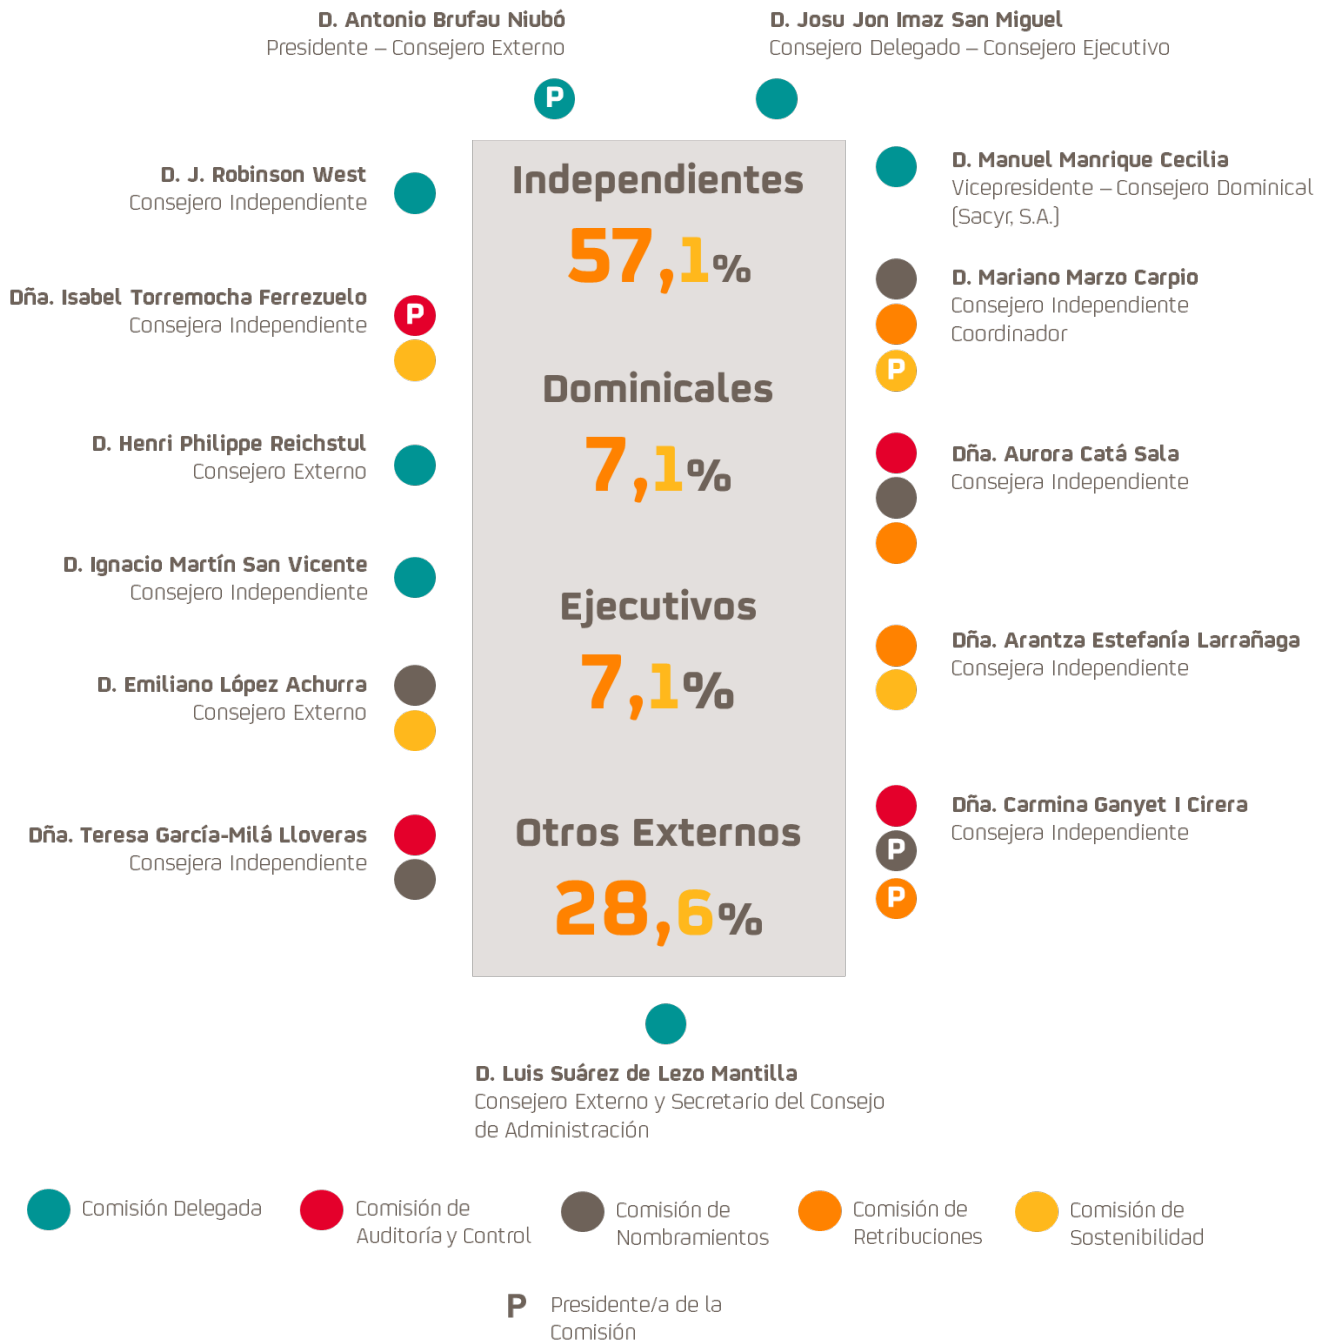 D. Antonio Brufau Niubó
Presidente – Consejero Externo
P
D. Josu Jon Imaz San Miguel
Consejero Delegado – Consejero Ejecutivo
D. J. Robinson West
Consejero Independiente
Dña. Isabel Torremocha Ferrezuelo
Consejera Independiente
P
D. Henri Philippe Reichstul
Consejero Externo
D. Ignacio Martín San Vicente
Consejero Independiente
D. Emiliano López Achurra
Consejero Externo
Dña. Teresa García-Milá Lloveras
Consejera Independiente
Independientes
57,1%
Dominicales
7,1%
Ejecutivos
7,1%
Otros Externos
28,6%
D. Manuel Manrique Cecilia
Vicepresidente – Consejero Dominical
(Sacyr, S.A.)
D. Mariano Marzo Carpio
Consejero Independiente
Coordinador
P
Dña. Aurora Catá Sala
Consejera Independiente
Dña. Arantza Estefanía Larrañaga
Consejera Independiente
Dña. Carmina Ganyet I Cirera
Consejera Independiente
P
P
D. Luis Suárez de Lezo Mantilla
Consejero Externo y Secretario del Consejo
de Administración
Comisión Delegada
Comisión de
Auditoría y Control
Comisión de
Nombramientos
Comisión de
Retribuciones
Comisión de
Sostenibilidad
P Presidente/a de la
Comisión